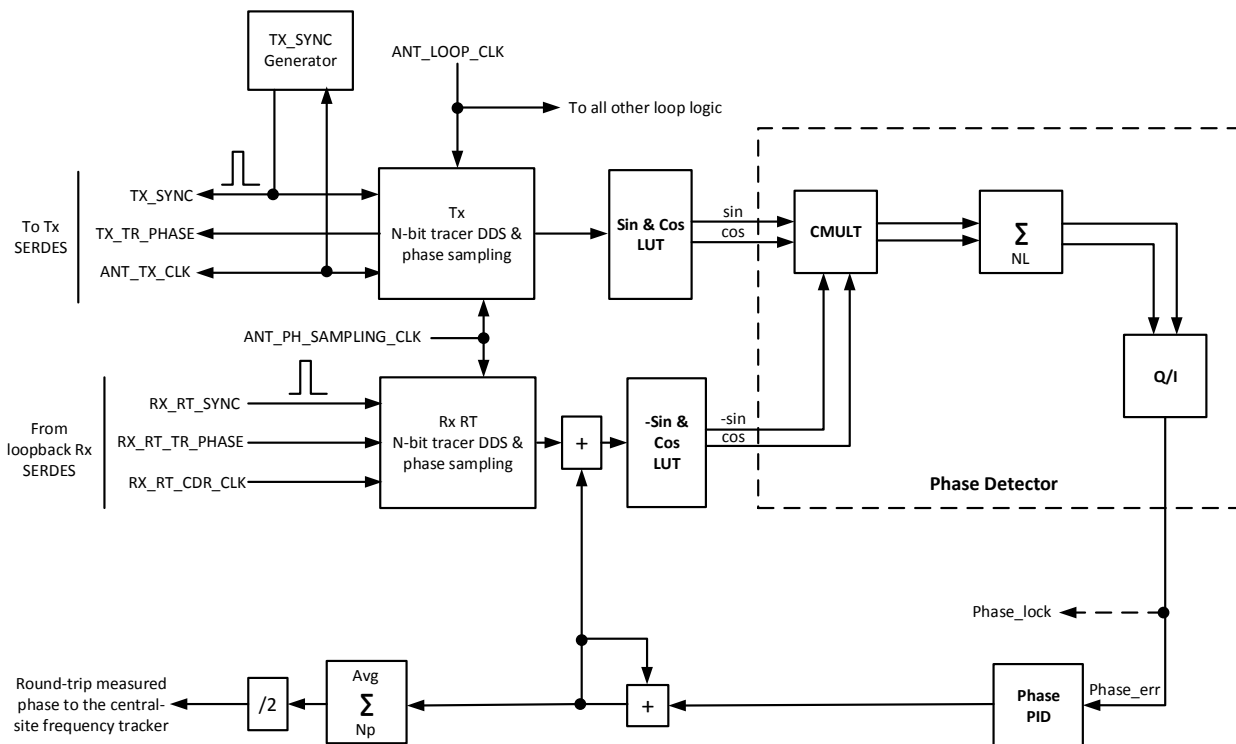 TX_SYNC
Generator
ANT_LOOP_CLK
To all other loop logic
To Tx
SERDES
TX_SYNC
TX_TR_PHASE
ANT_TX_CLK
Tx
N-bit tracer DDS &
phase sampling
Sin & Cos
LUT
sin
cos
CMULT
Σ
NL
Q/I
ANT_PH_SAMPLING_CLK
From
loopback Rx
SERDES
RX_RT_SYNC
RX_RT_TR_PHASE
RX_RT_CDR_CLK
Rx RT
N-bit tracer DDS &
phase sampling
+
-Sin &
Cos
LUT
-sin
cos
Phase Detector
Phase_lock
Round-trip measured
phase to the central-
site frequency tracker
/2
Avg
Σ
Np
+
Phase
PID
Phase_err